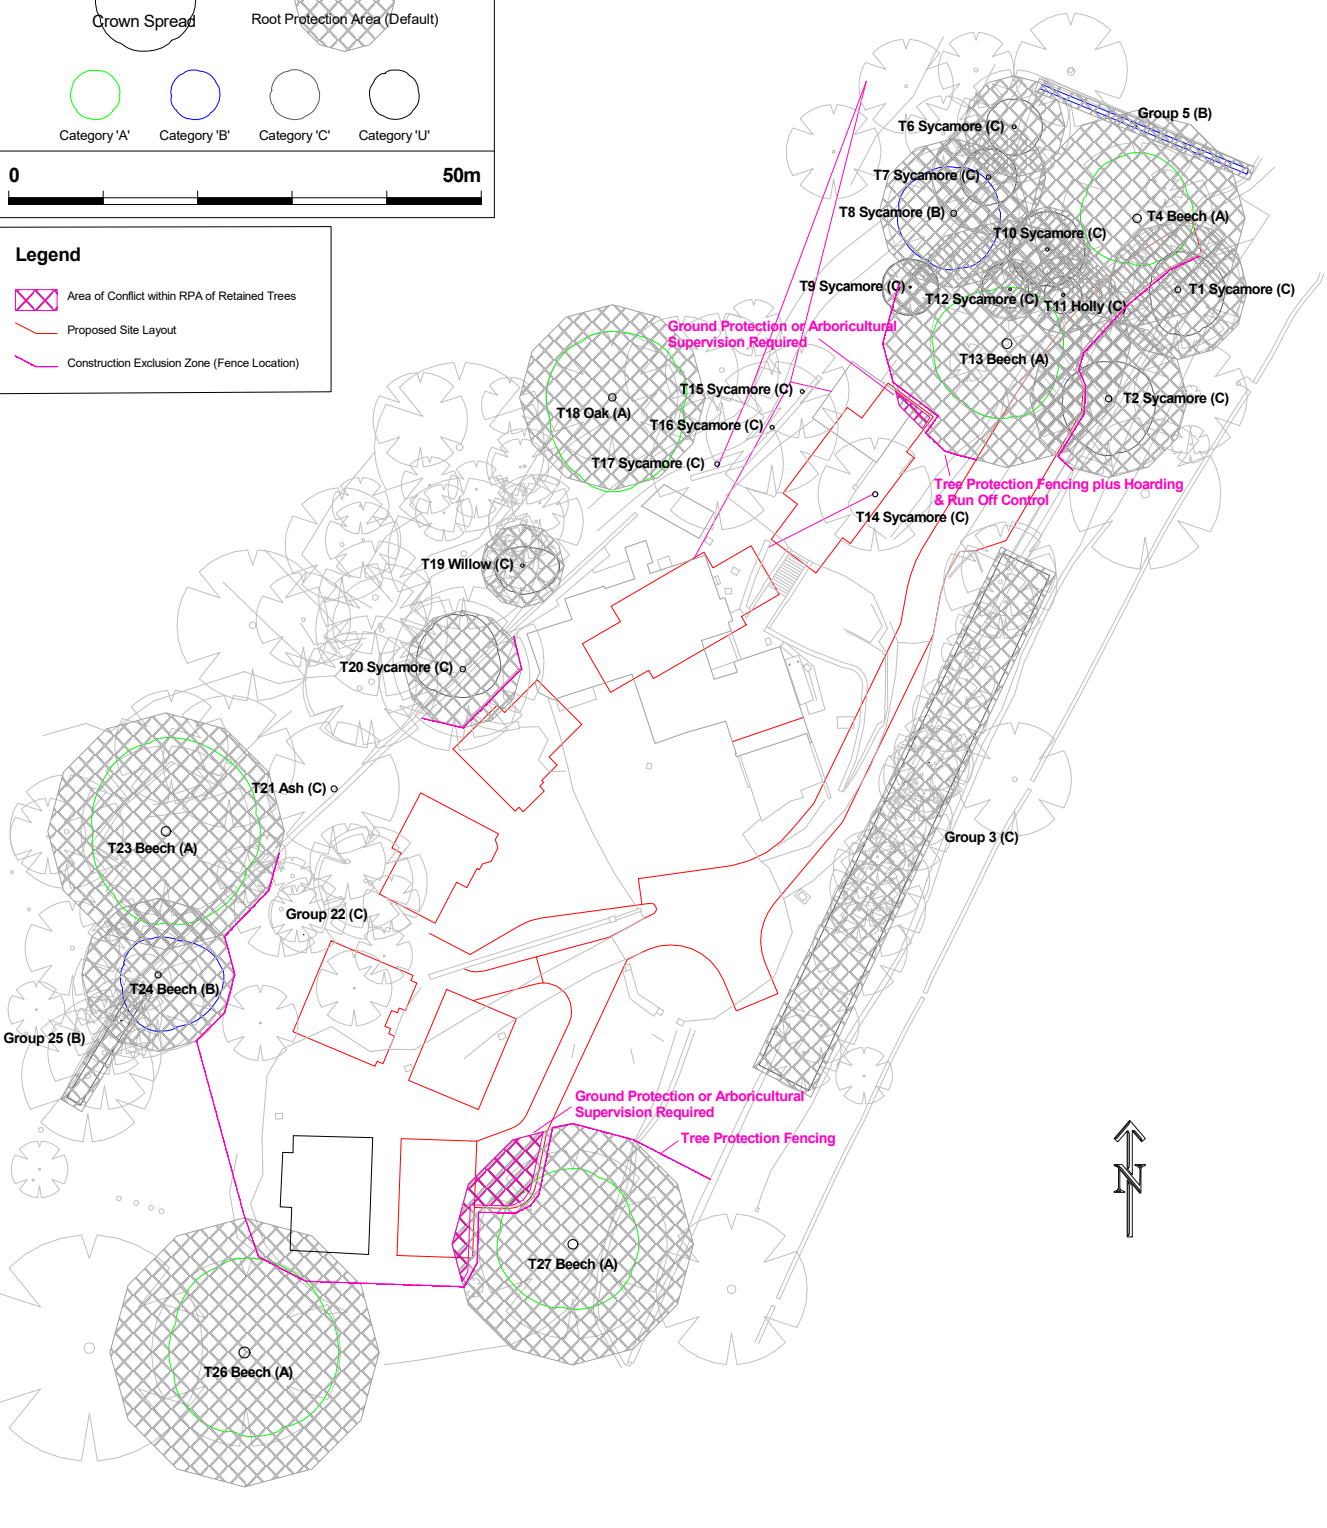 Crown Spread
Root Protection Area (Default)
Category 'A'
Category 'B'
Category 'C'
Category 'U'
0
50m
Legend
Area of Conflict within RPA of Retained Trees
Proposed Site Layout
Construction Exclusion Zone (Fence Location)
Group 5 (B)
T6 Sycamore (C)
T7 Sycamore (C)
T8 Sycamore (B)
T4 Beech (A)
T10 Sycamore (C)
T9 Sycamore (C)
T12 Sycamore (C)
T11 Holly (C)
T1 Sycamore (C)
Ground Protection or Arboricultural
Supervision Required
T13 Beech (A)
T15 Sycamore (C)
T2 Sycamore (C)
T18 Oak (A)
T16 Sycamore (C)
T17 Sycamore (C)
Tree Protection Fencing plus Hoarding
& Run Off Control
T14 Sycamore (C)
T19 Willow (C)
T20 Sycamore (C)
T21 Ash (C)
T23 Beech (A)
Group 3 (C)
Group 22 (C)
T24 Beech (B)
Group 25 (B)
Ground Protection or Arboricultural
Supervision Required
Tree Protection Fencing
N
T27 Beech (A)
T26 Beech (A)